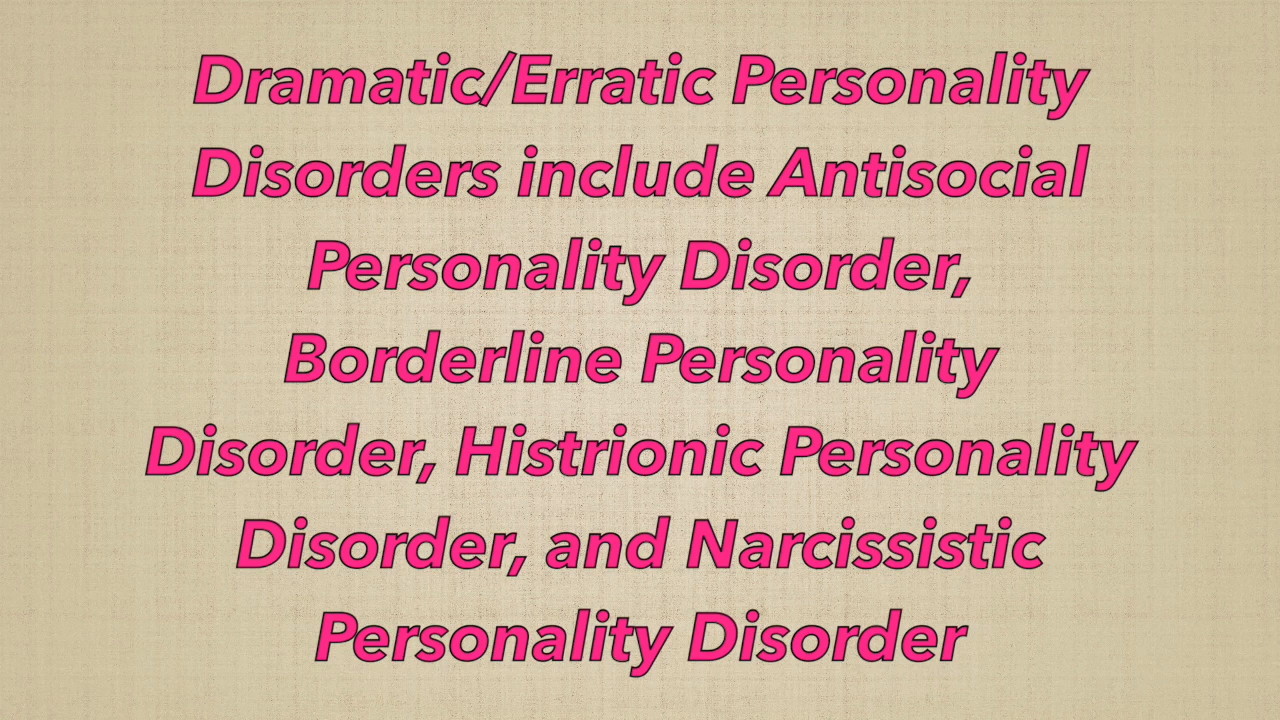 Dramatic/Erratic Personality
Disorders include Antisocial
Personality Disorder,
Borderline Personality
Disorder, Histrionic Personality
Disorder, and Narcissistic
Personality Disorder